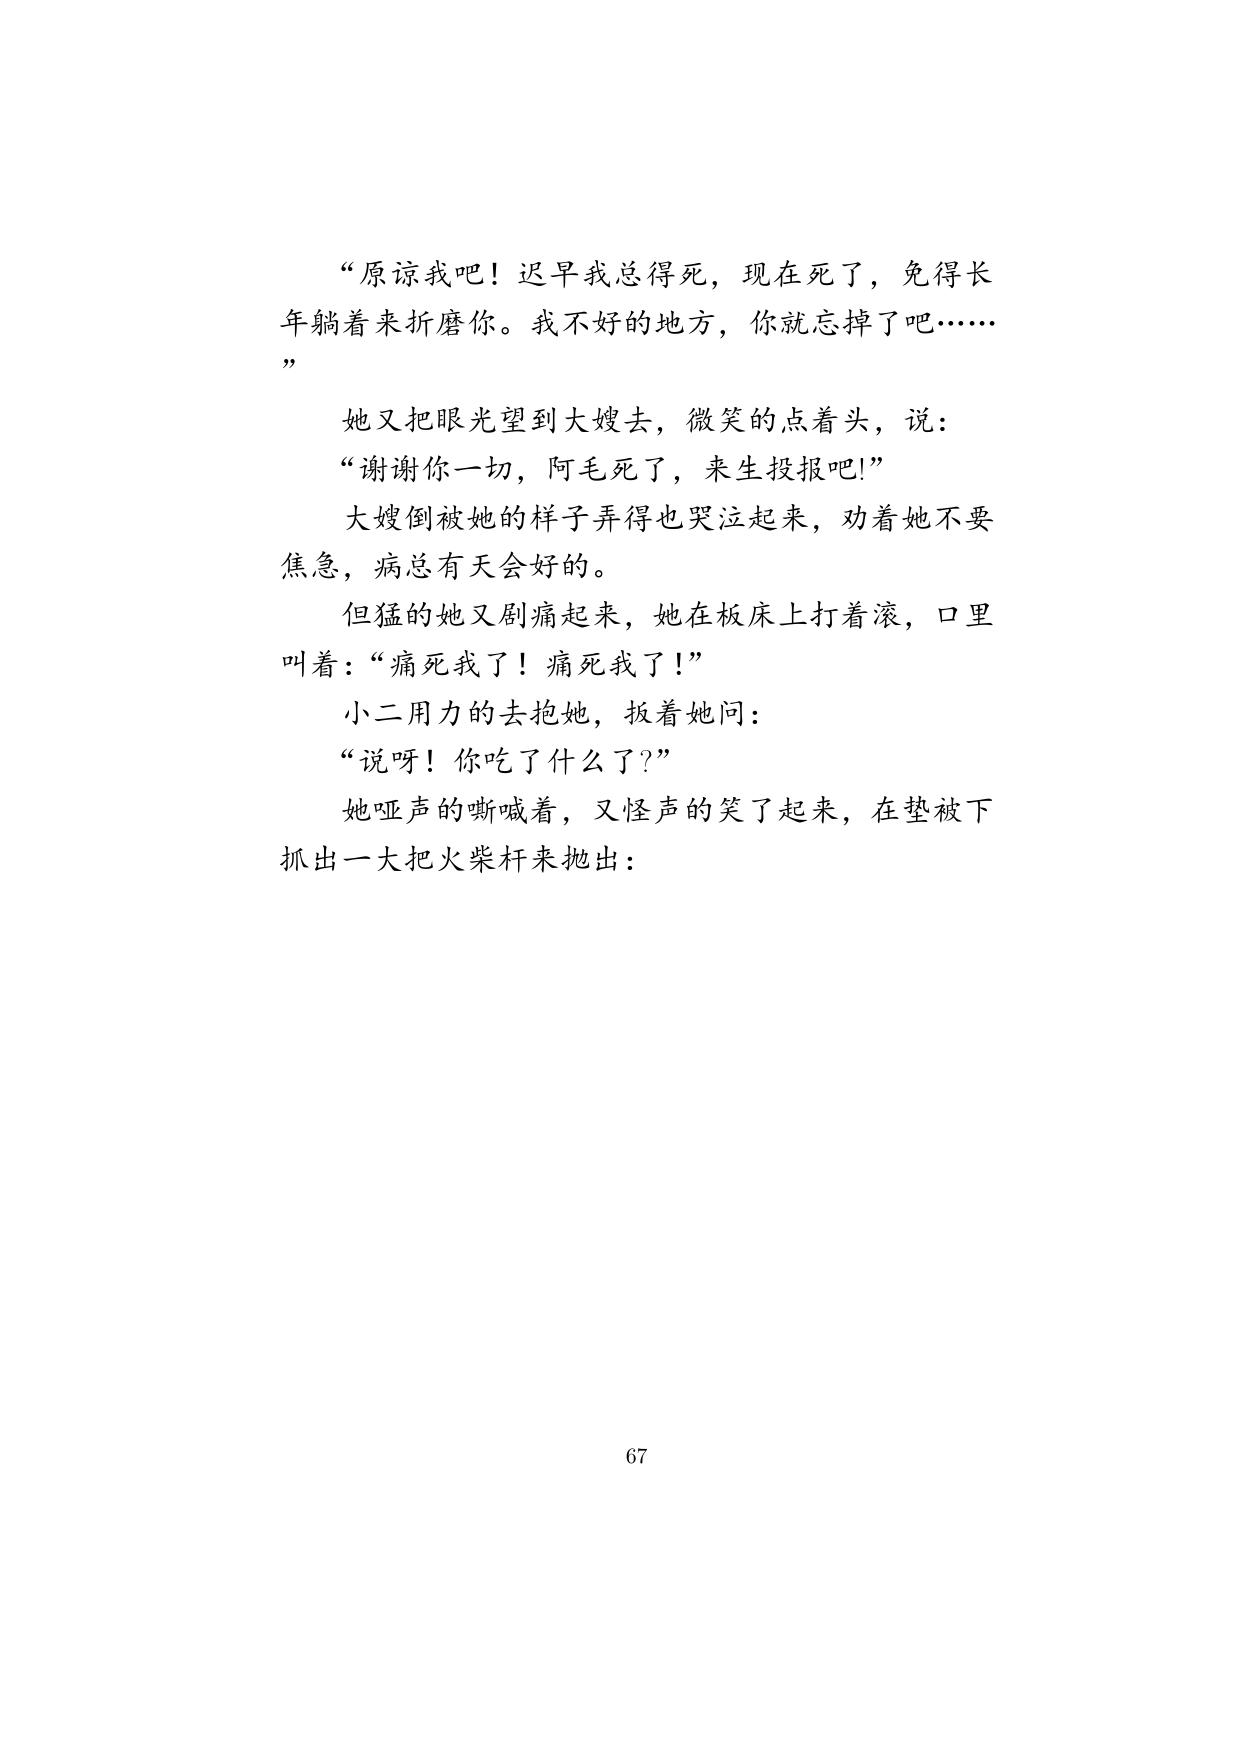 “原谅我吧！迟早我总得死，现在死了，免得长
年躺着来折磨你。我不好的地方，你就忘掉了吧……
”
她又把眼光望到大嫂去，微笑的点着头，说：
“谢谢你一切，阿毛死了，来生投报吧！”
大嫂倒被她的样子弄得也哭泣起来，劝着她不要
焦急，病总有天会好的。
但猛的她又剧痛起来，她在板床上打着滚，口里
叫着：“痛死我了！痛死我了！”
小二用力的去抱她，扳着她问：
“说呀！你吃了什么了？”
她哑声的嘶喊着，又怪声的笑了起来，在垫被下
抓出一大把火柴杆来抛出：
67